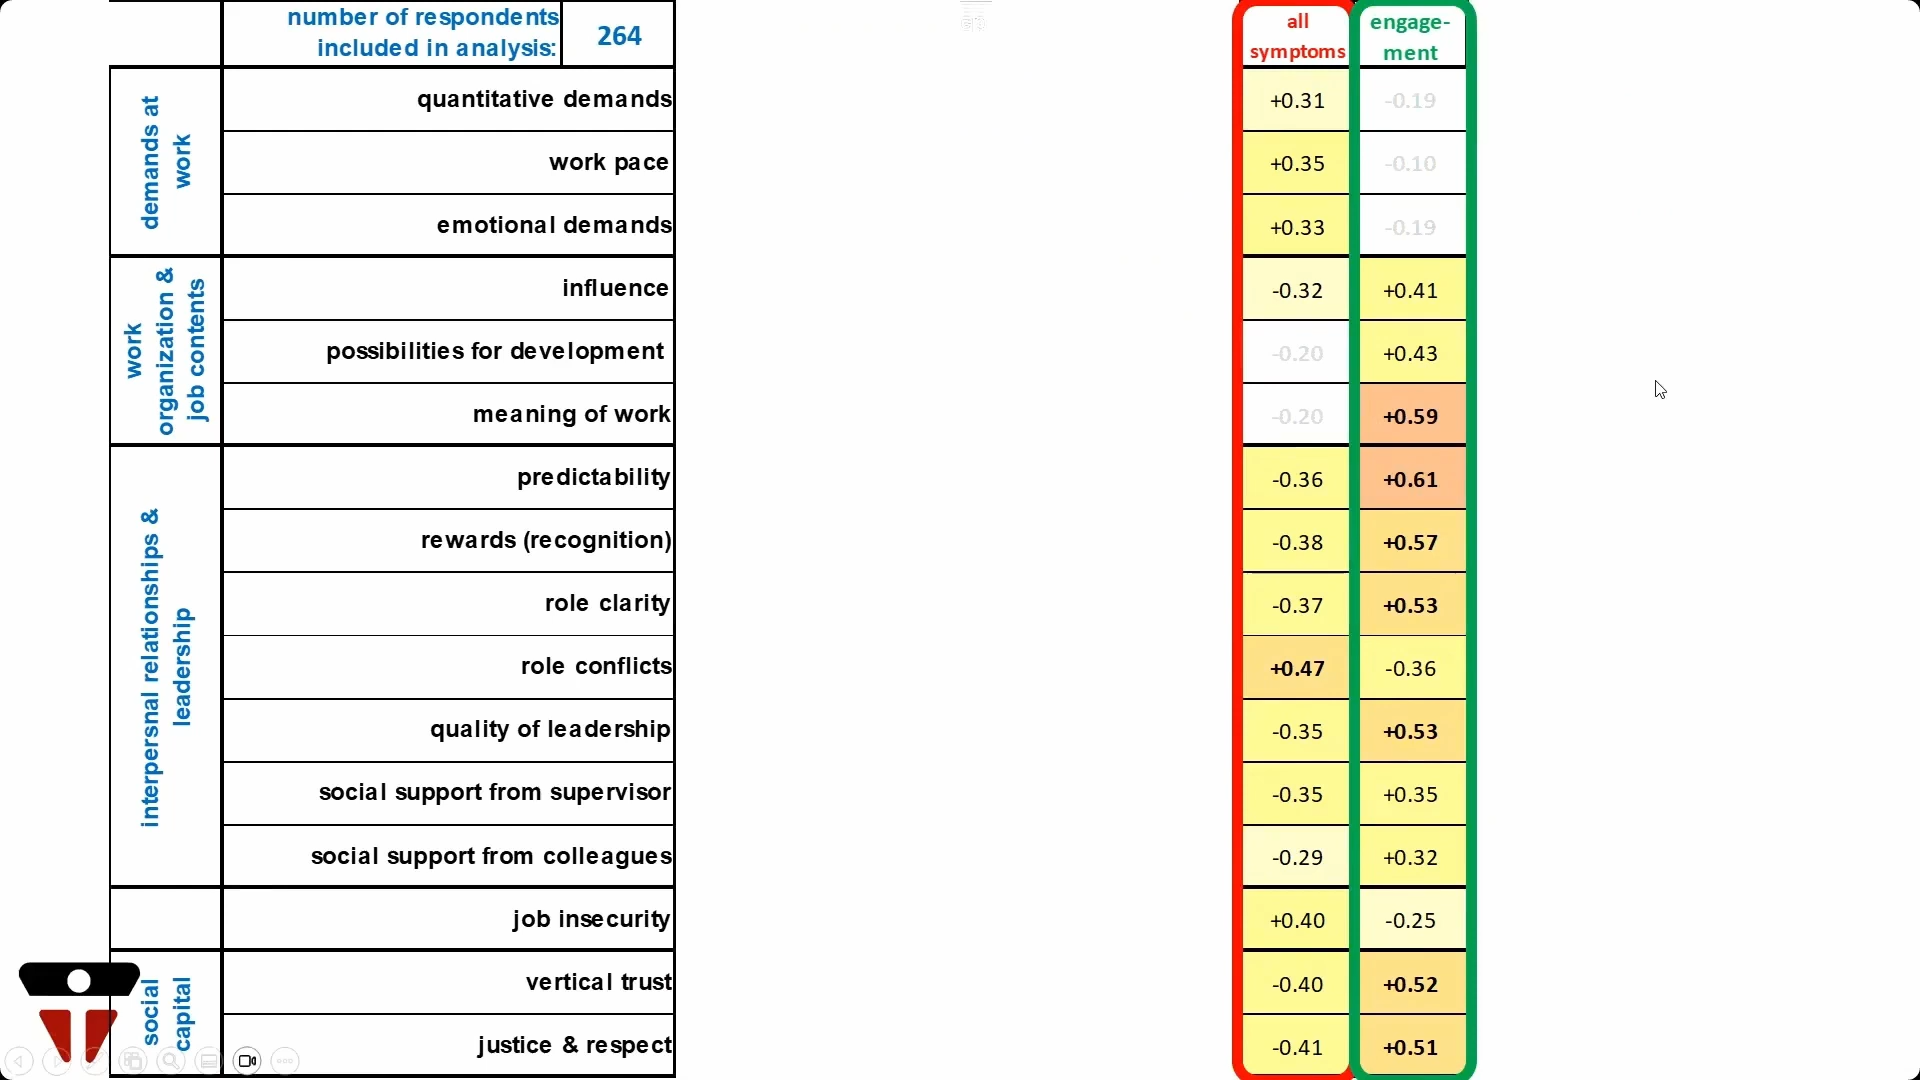 number of respondents
included in analysis:
264
all
symptoms
engage-
ment
demands at
work
quantitative demands
+0.31
-0.19
work pace
+0.35
-0.10
emotional demands
+0.33
-0.19
work
organization &
job contents
influence
-0.32
+0.41
possibilities for development
-0.20
+0.43
meaning of work
-0.20
+0.59
interpersnal relationships &
leadership
predictability
-0.36
+0.61
rewards (recognition)
-0.38
+0.57
role clarity
-0.37
+0.53
role conflicts
+0.47
-0.36
quality of leadership
-0.35
+0.53
social support from supervisor
-0.35
+0.35
social support from colleagues
-0.29
+0.32
job insecurity
+0.40
-0.25
social
capital
vertical trust
-0.40
+0.52
justice & respect
-0.41
+0.51